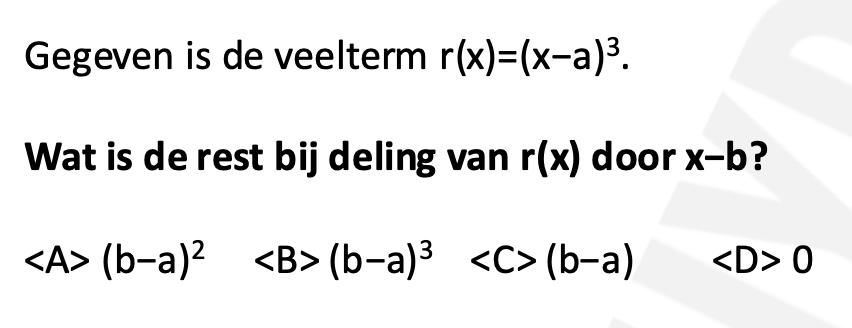 Gegeven is de veelterm r(x)=(x−a)³.
Wat is de rest bij deling van r(x) door x−b?
<A> (b−a)² <B> (b−a)³ <C> (b−a) <D> 0